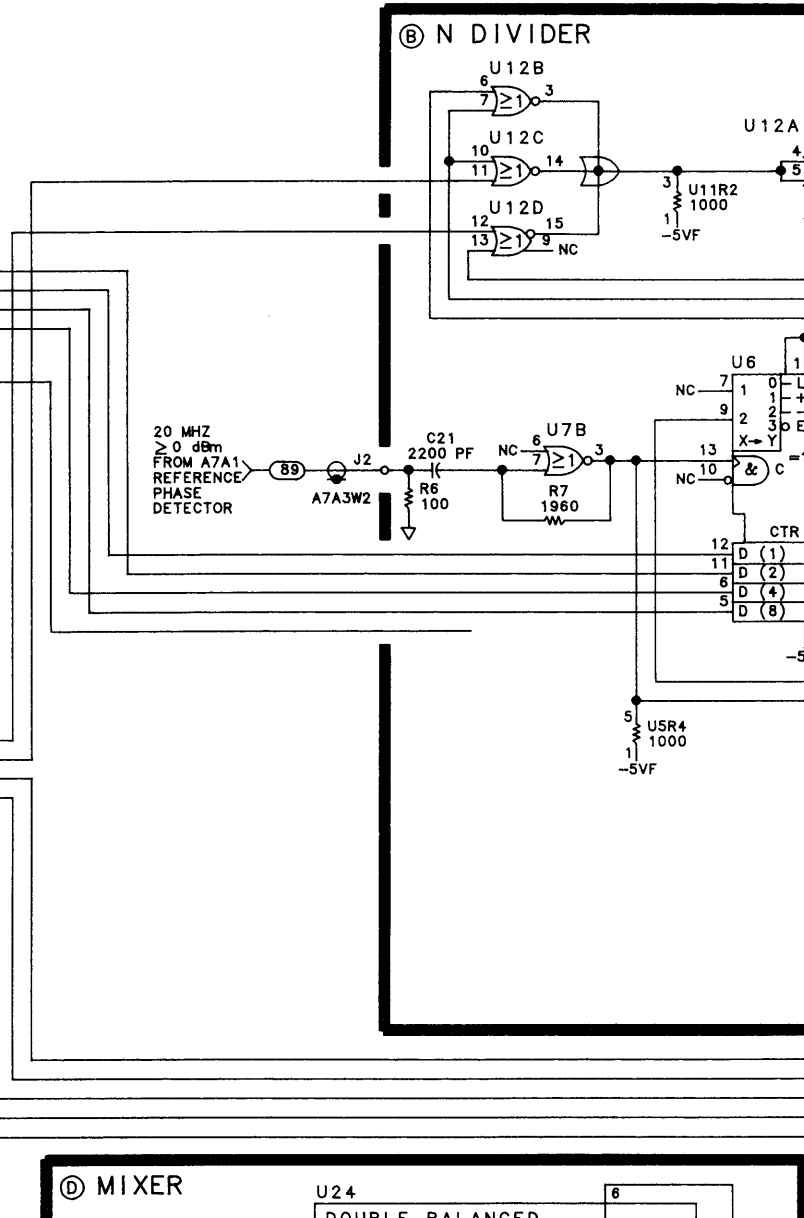 B N DIVIDER
U12B
6
7 ≥1 3
U12C
10
11 ≥1 14
U12D
12
13 ≥1 15
9 NC
U12A
4
5
3 U11R2
1000
1
-5VF
U6
1
NC 7 1 0 L
1 +
9 2 2 -
3 E
X→Y
13
NC 10 & C =
20 MHZ
≥0 dBm
FROM A7A1
REFERENCE
PHASE
DETECTOR
89
A7A3W2
J2
R6
100
C21
2200 PF
U7B
NC 6
7 ≥1 3
R7
1960
CTR
12 D (1)
11 D (2)
6 D (4)
5 D (8)
-5
5 U5R4
1000
1
-5VF
D MIXER
U24
6
DOUBLE BALANCED